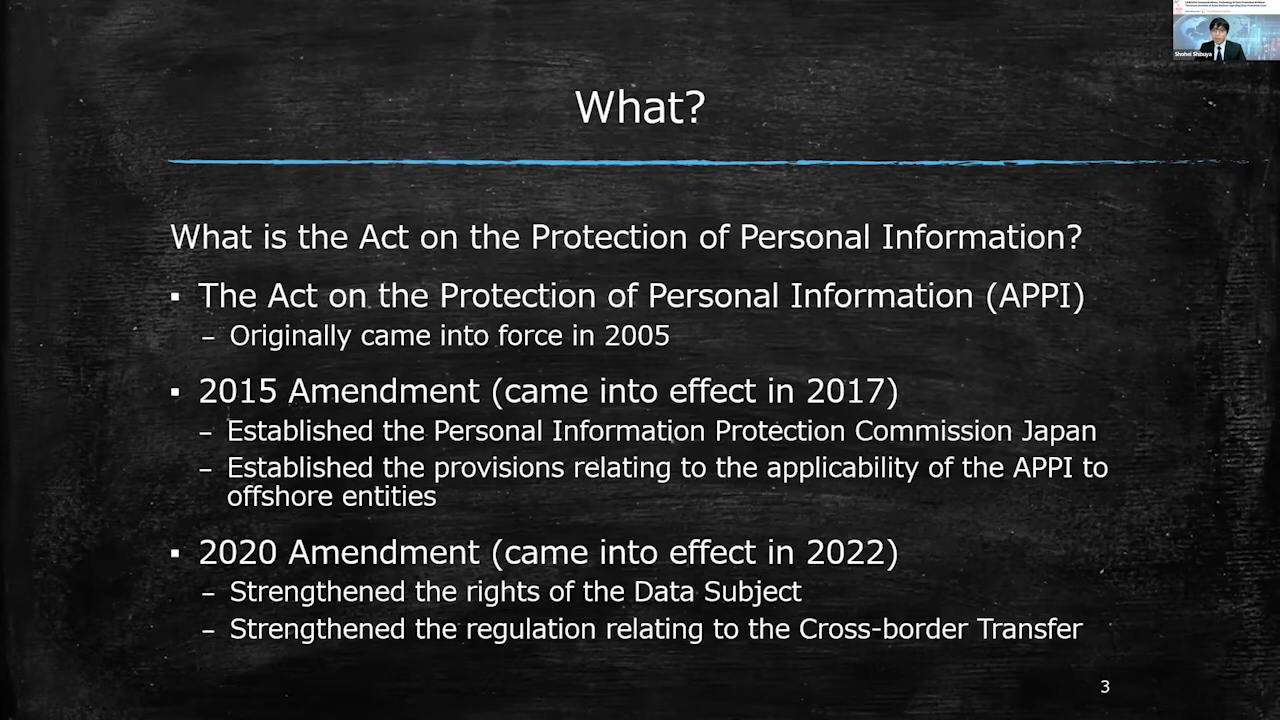 Shohei Shibuya
What?
What is the Act on the Protection of Personal Information?
▪ The Act on the Protection of Personal Information (APPI)
– Originally came into force in 2005
▪ 2015 Amendment (came into effect in 2017)
– Established the Personal Information Protection Commission Japan
– Established the provisions relating to the applicability of the APPI to
offshore entities
▪ 2020 Amendment (came into effect in 2022)
– Strengthened the rights of the Data Subject
– Strengthened the regulation relating to the Cross-border Transfer
3